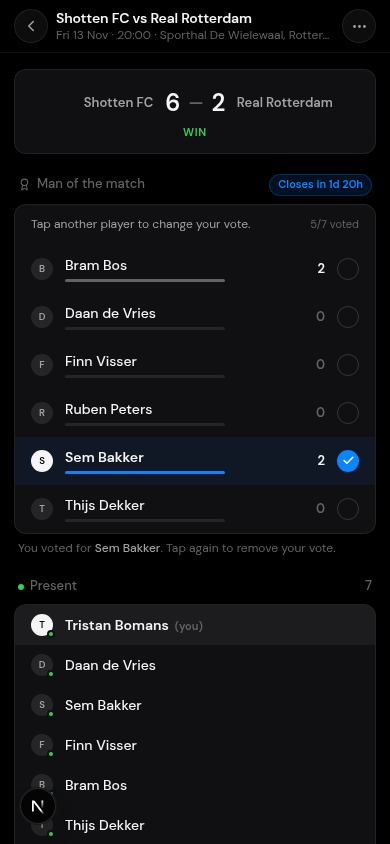 Shotten FC vs Real Rotterdam
Fri 13 Nov · 20:00 · Sporthal De Wielewaal, Rotter...
Shotten FC 6 — 2 Real Rotterdam
WIN
Man of the match Closes in 1d 20h
Tap another player to change your vote. 5/7 voted
B Bram Bos 2
D Daan de Vries 0
F Finn Visser 0
R Ruben Peters 0
S Sem Bakker 2
T Thijs Dekker 0
You voted for Sem Bakker. Tap again to remove your vote.
Present 7
T Tristan Bomans (you)
D Daan de Vries
S Sem Bakker
F Finn Visser
B Bram Bos
N
Thijs Dekker